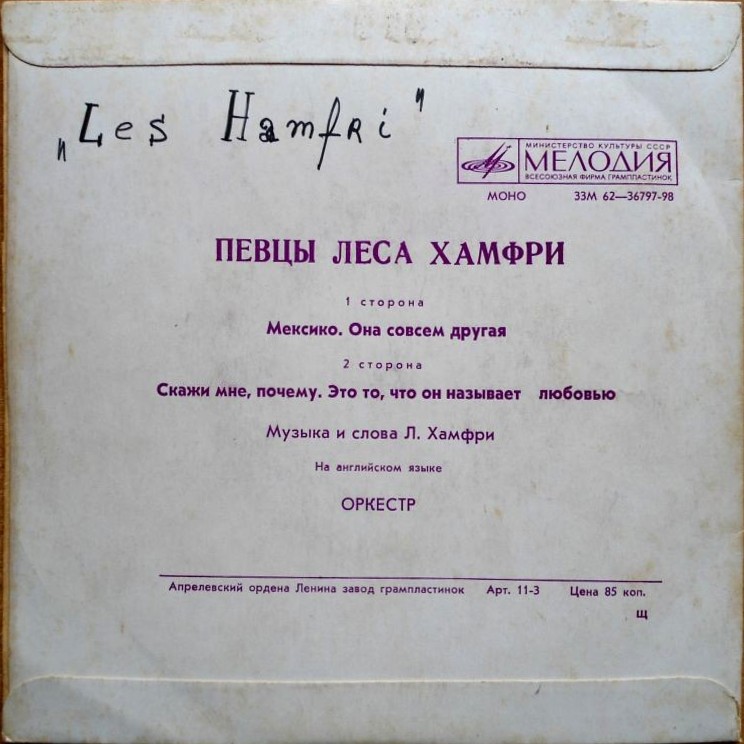 „Les Hamfri"
МИНИСТЕРСТВО КУЛЬТУРЫ СССР
МЕЛОДИЯ
ВСЕСОЮЗНАЯ ФИРМА ГРАМПЛАСТИНОК
МОНО 33М 62—36797-98
ПЕВЦЫ ЛЕСА ХАМФРИ
1 сторона
Мексико. Она совсем другая
2 сторона
Скажи мне, почему. Это то, что он называет любовью
Музыка и слова Л. Хамфри
На английском языке
ОРКЕСТР
Апрелевский ордена Ленина завод грампластинок Арт. 11-3 Цена 85 коп.
Щ